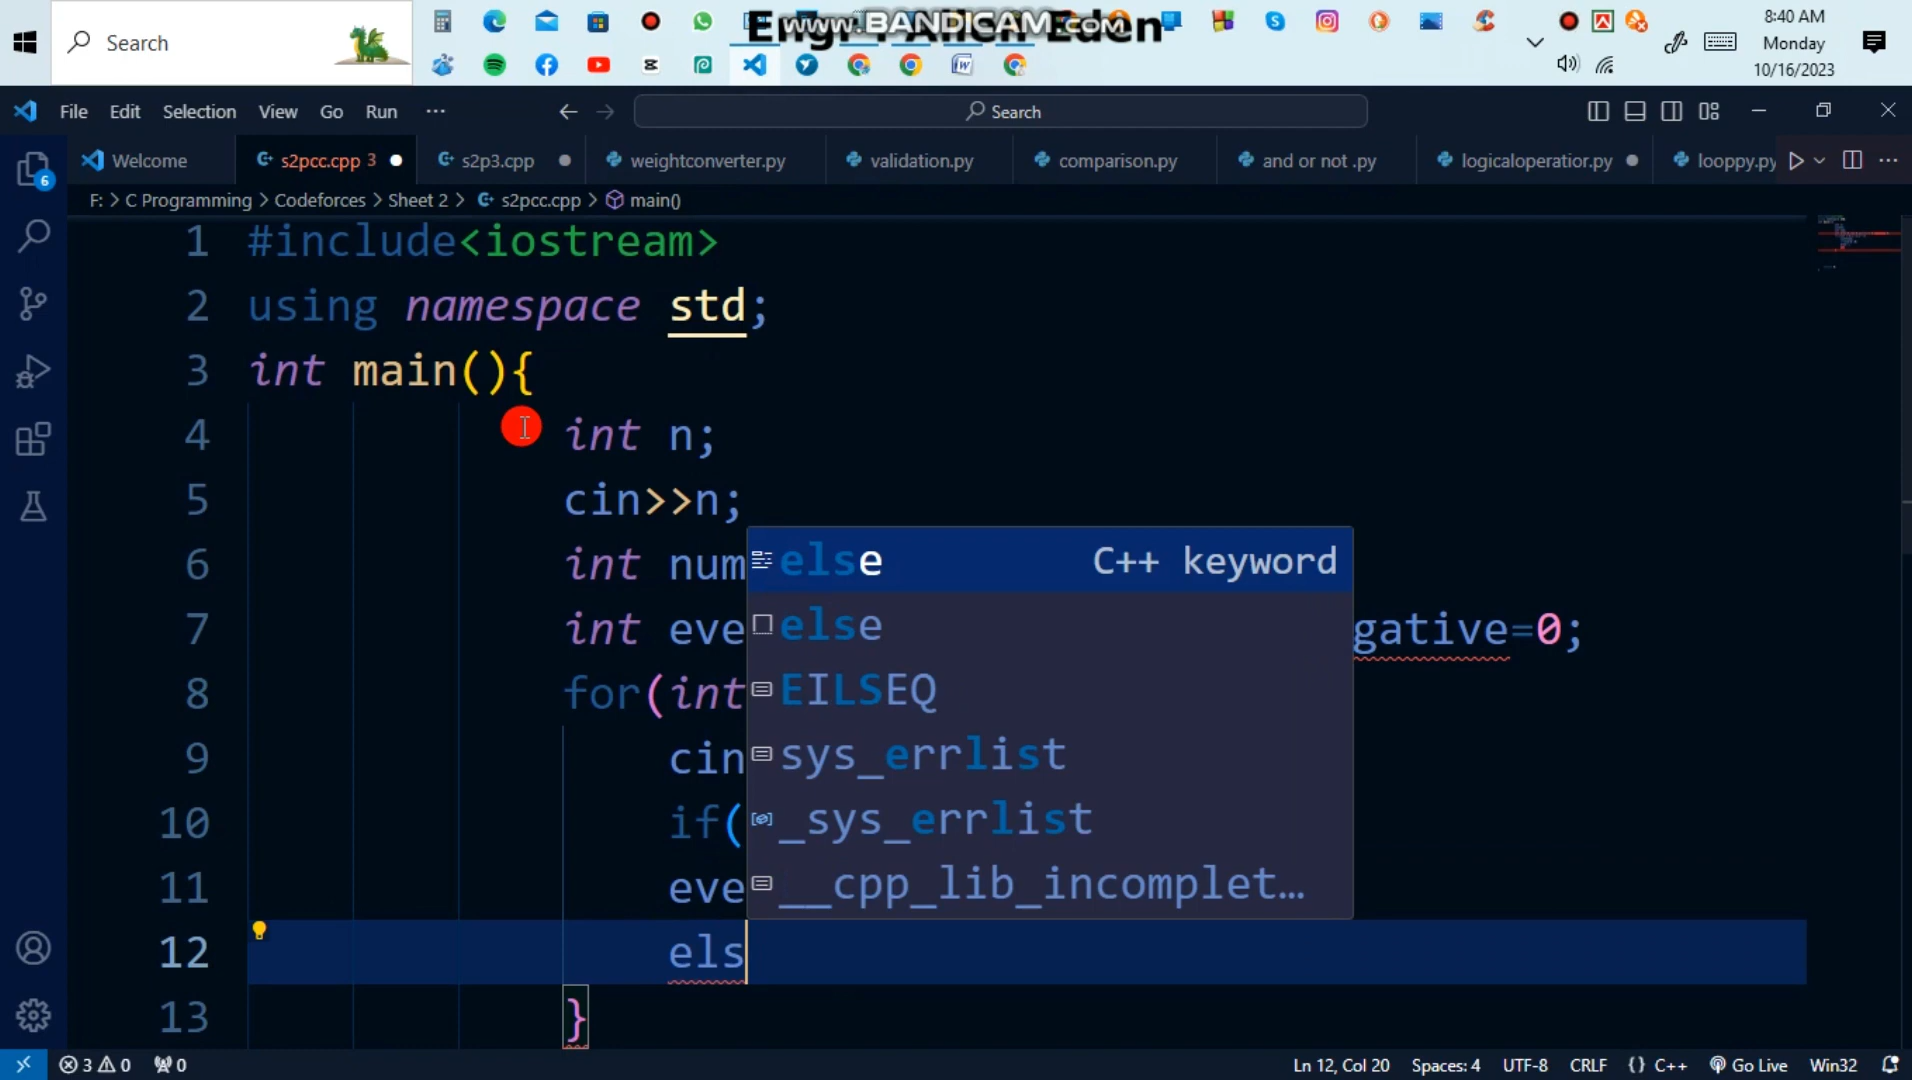 Search
Engr. Allen Eden
www.BANDICAM.com
8:40 AM
Monday
10/16/2023
File Edit Selection View Go Run ··· Search
Welcome s2pcc.cpp 3 s2p3.cpp weightconverter.py validation.py comparison.py and or not .py logicaloperatior.py looppy.py
F: > C Programming > Codeforces > Sheet 2 > s2pcc.cpp > main()
1 #include<iostream>
2 using namespace std;
3 int main(){
4 int n;
5 cin>>n;
else C++ keyword
6 int num
else
7 int eve gative=0;
EILSEQ
8 for(int
sys_errlist
9 cin
_sys_errlist
10 if(
__cpp_lib_incomplet...
11 eve
12 els
13 }
6
3 0 0 Ln 12, Col 20 Spaces: 4 UTF-8 CRLF {} C++ Go Live Win32